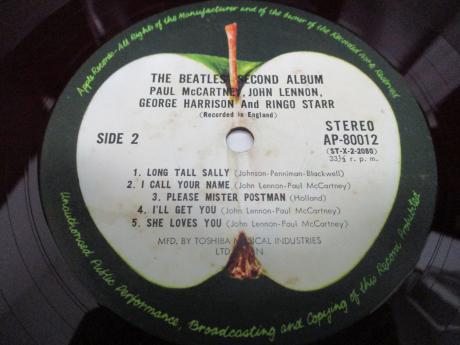 Apple Records - All Rights of the Manufacturer and of the Owner of the Recorded Work Reserved
THE BEATLES' SECOND ALBUM
PAUL McCARTNEY, JOHN LENNON,
GEORGE HARRISON And RINGO STARR
(Recorded in England)
SIDE 2
STEREO
AP-80012
(ST-X-2-2080)
33⅓ r. p. m.
1. LONG TALL SALLY (Johnson-Penniman-Blackwell)
2. I CALL YOUR NAME (John Lennon-Paul McCartney)
3. PLEASE MISTER POSTMAN (Holland)
4. I'LL GET YOU (John Lennon-Paul McCartney)
5. SHE LOVES YOU (John Lennon-Paul McCartney)
MFD. BY TOSHIBA MUSICAL INDUSTRIES
LTD.
Unauthorised Public Performance, Broadcasting and Copying of this Record Prohibited